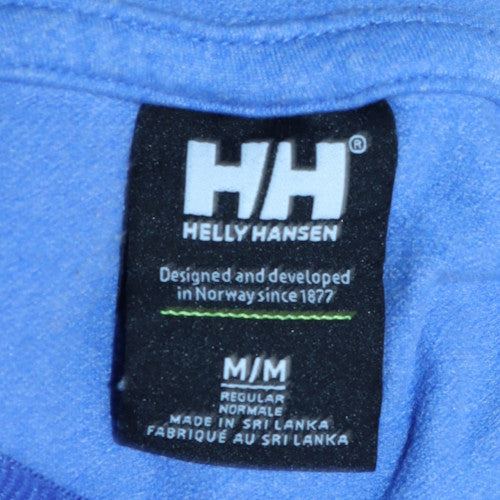 HH®
HELLY HANSEN
Designed and developed
in Norway since 1877
M/M
REGULAR
NORMALE
MADE IN SRI LANKA
FABRIQUÉ AU SRI LANKA